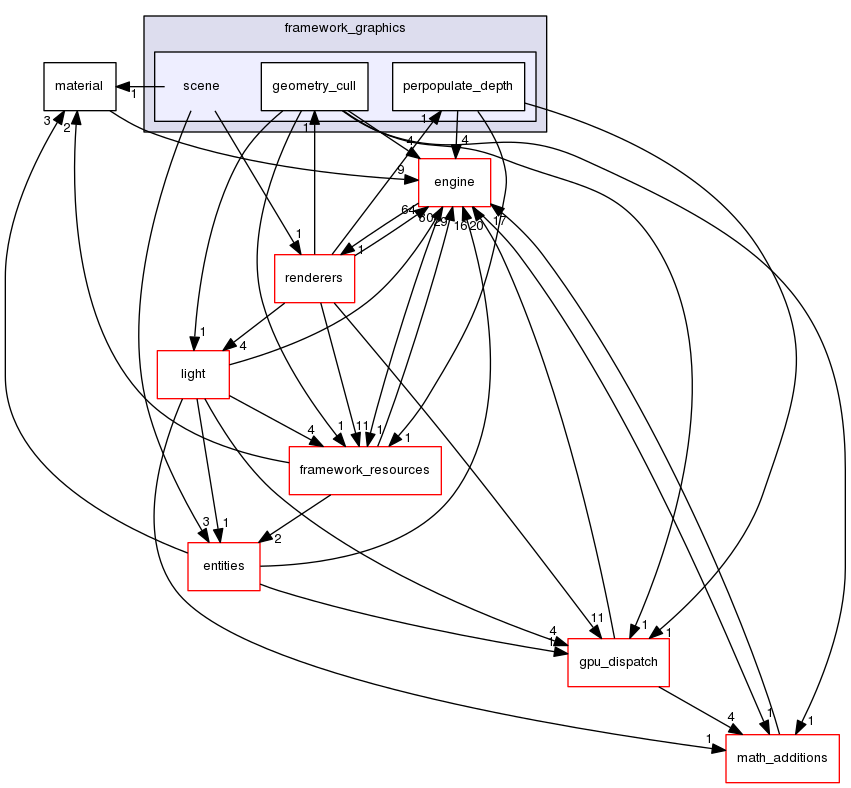 framework_graphics
material
scene
geometry_cull
perpopulate_depth
1
3
2
1
1
4
4
engine
9
64
60
29
16
20
17
1
1
renderers
1
4
light
1
11
1
1
4
framework_resources
3
1
2
entities
11
4
1
1
1
gpu_dispatch
1
4
1
1
math_additions